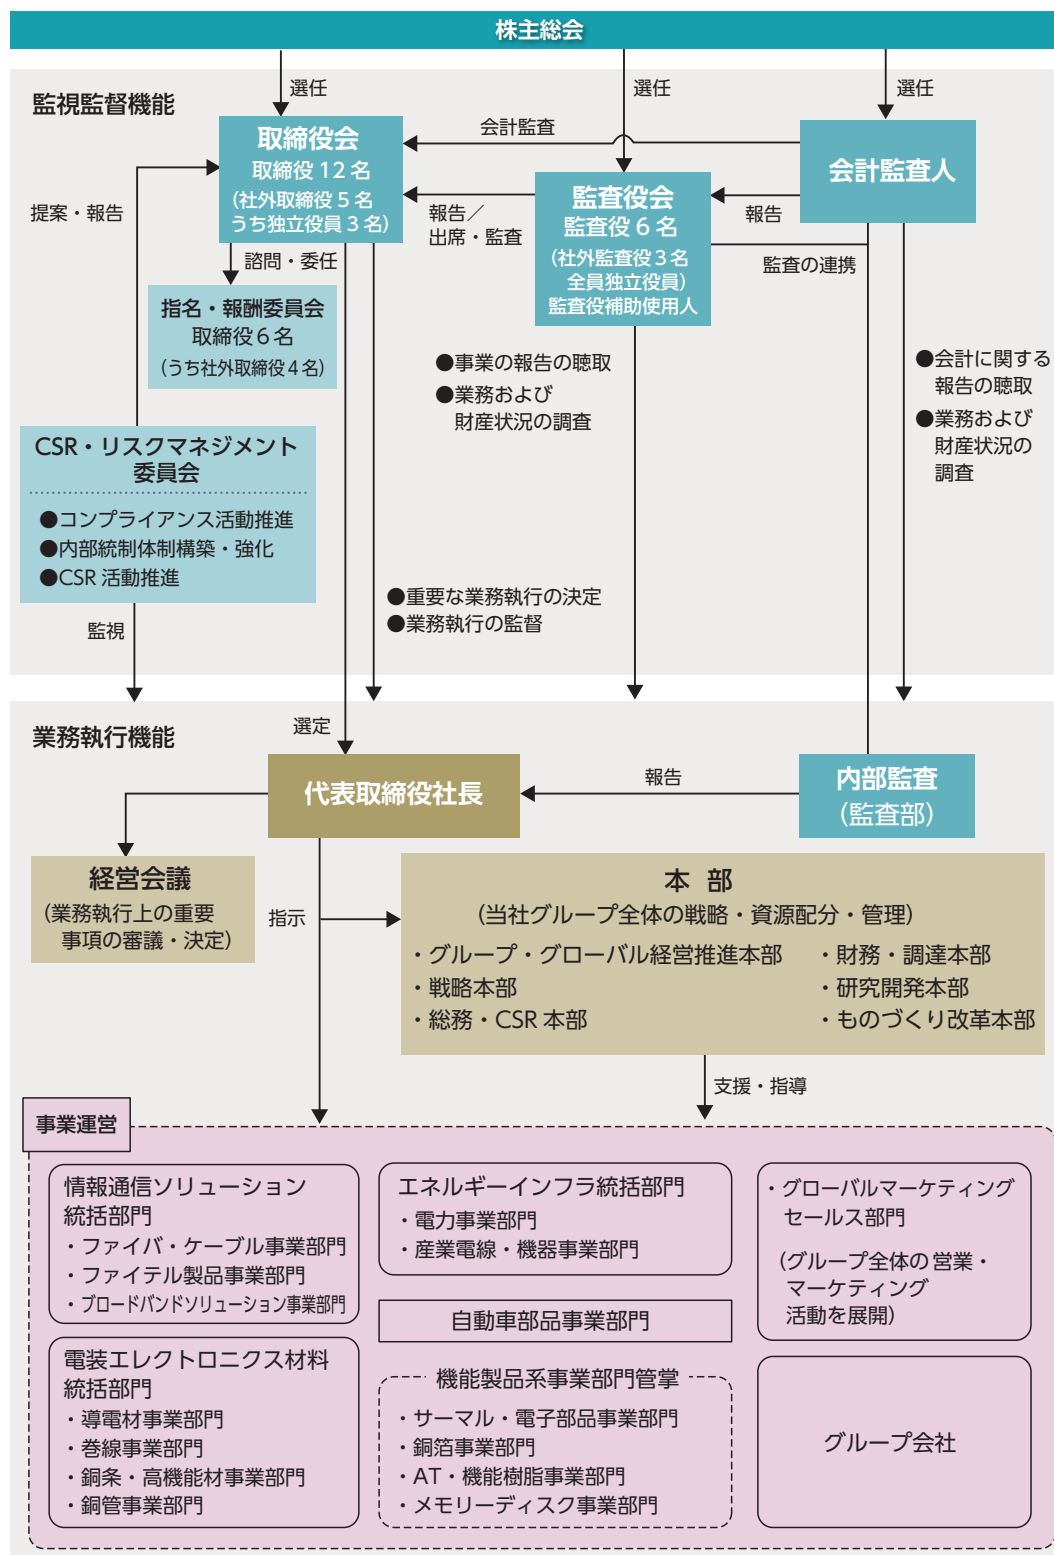 株主総会
監視監督機能
選任
選任
選任
取締役会
取締役 12 名
（社外取締役 5 名
うち独立役員 3 名）
会計監査
会計監査人
提案・報告
報告／
出席・監査
監査役会
監査役 6 名
（社外監査役 3 名
全員独立役員）
監査役補助使用人
報告
監査の連携
諮問・委任
指名・報酬委員会
取締役 6 名
（うち社外取締役 4 名）
●事業の報告の聴取
●業務および
財産状況の調査
●会計に関する
報告の聴取
●業務および
財産状況の
調査
CSR・リスクマネジメント
委員会
●コンプライアンス活動推進
●内部統制体制構築・強化
●CSR 活動推進
監視
●重要な業務執行の決定
●業務執行の監督
業務執行機能
選定
代表取締役社長
報告
内部監査
（監査部）
経営会議
（業務執行上の重要
事項の審議・決定）
指示
本 部
（当社グループ全体の戦略・資源配分・管理）
・グループ・グローバル経営推進本部
・戦略本部
・総務・CSR 本部
・財務・調達本部
・研究開発本部
・ものづくり改革本部
支援・指導
事業運営
情報通信ソリューション
統括部門
・ファイバ・ケーブル事業部門
・ファイテル製品事業部門
・ブロードバンドソリューション事業部門
電装エレクトロニクス材料
統括部門
・導電材事業部門
・巻線事業部門
・銅条・高機能材事業部門
・銅管事業部門
エネルギーインフラ統括部門
・電力事業部門
・産業電線・機器事業部門
自動車部品事業部門
機能製品系事業部門管掌
・サーマル・電子部品事業部門
・銅箔事業部門
・AT・機能樹脂事業部門
・メモリーディスク事業部門
・グローバルマーケティング
セールス部門
（グループ全体の 営業・
マーケティング
活動を展開）
グループ会社